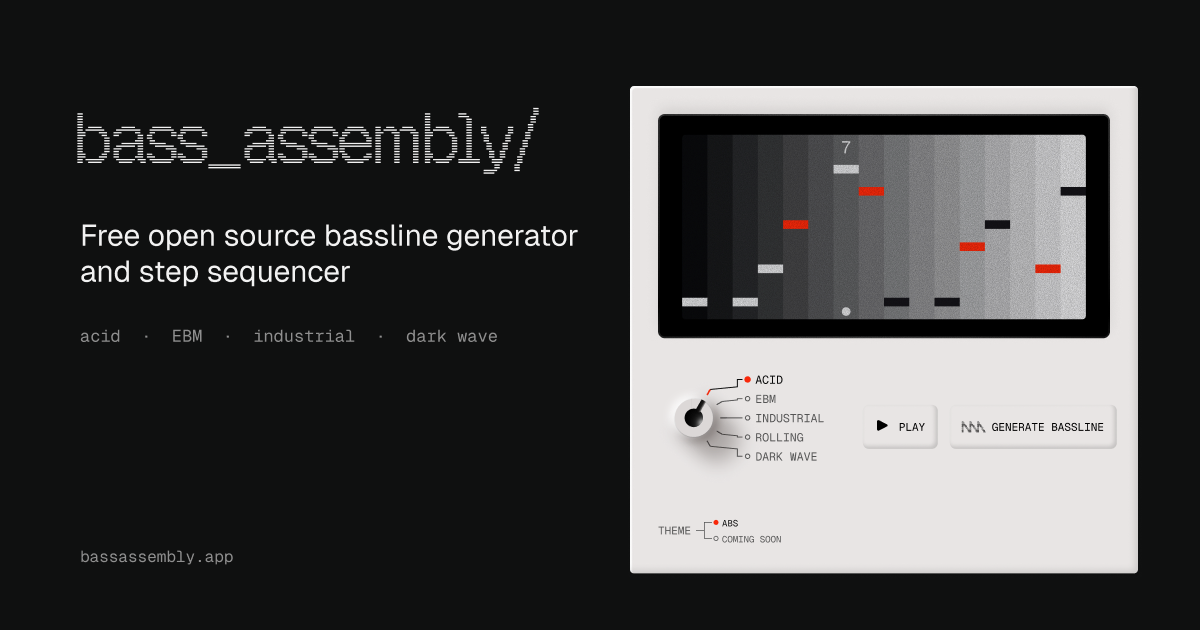 bass_assembly/
Free open source bassline generator
and step sequencer
acid · EBM · industrial · dark wave
bassassembly.app
7
ACID
EBM
INDUSTRIAL
ROLLING
DARK WAVE
PLAY
GENERATE BASSLINE
THEME
ABS
COMING SOON